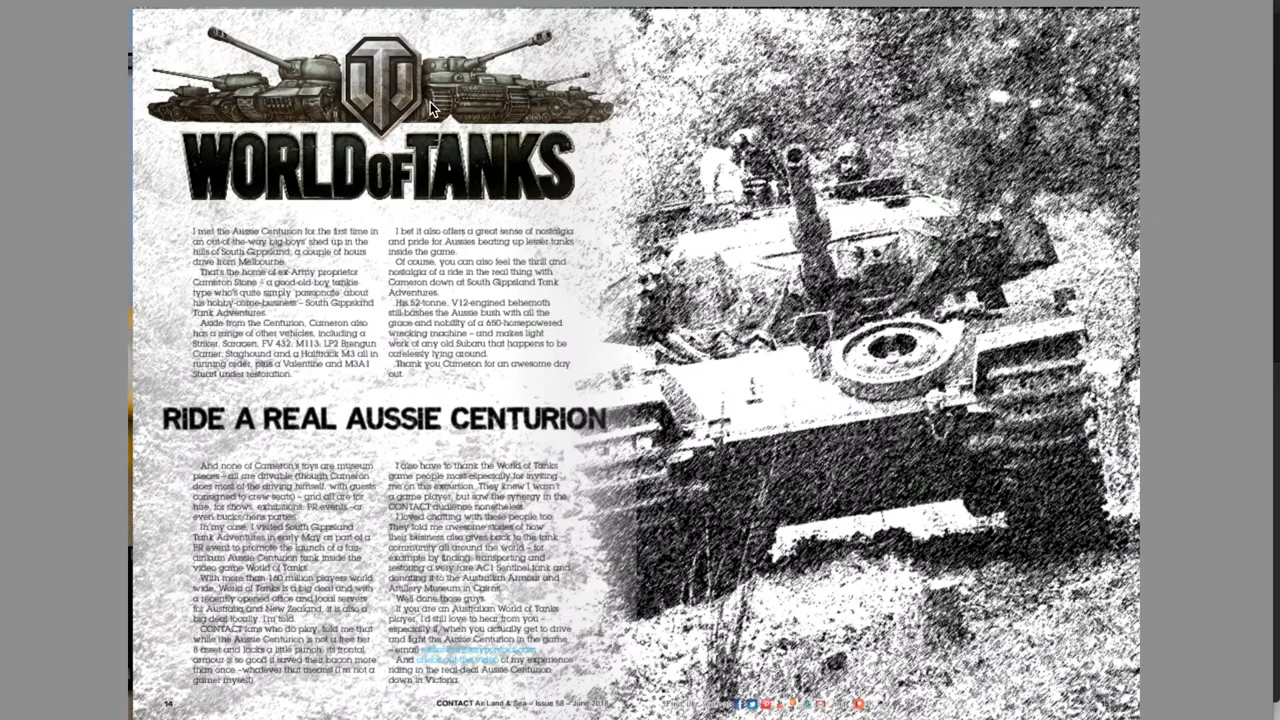 WORLD OF TANKS
I met the Aussie Centurion for the first time in
an out-of-the-way big-boys' shed up in the
hills of South Gippsland, a couple of hours
drive from Melbourne.
That's the home of ex-Army proprietor
Cameron Stone – a good-old-boy tankie
type who's quite simply 'passionate' about
his hobby-come-business – South Gippsland
Tank Adventures.
Aside from the Centurion, Cameron also
has a range of other vehicles, including a
Striker, Saracen, FV 432, M113, LP2 Brengun
Carrier, Staghound and a Halftrack M3 all in
running order, plus a Valentine and M3A1
Stuart under restoration.
I bet it also offers a great sense of nostalgia
and pride for Aussies beating up lesser tanks
inside the game.
Of course, you can also feel the thrill and
nostalgia of a ride in the real thing with
Cameron down at South Gippsland Tank
Adventures.
His 52-tonne, V12-engined behemoth
still bashes the Aussie bush with all the
grace and nobility of a 650-horsepowered
wrecking machine – and makes light
work of any old Subaru that happens to be
carelessly lying around.
Thank you Cameron for an awesome day
out.
RIDE A REAL AUSSIE CENTURION
And none of Cameron's toys are museum
pieces – all are drivable (though Cameron
does most of the driving himself, with guests
consigned to crew seats) – and all are for
hire, for shows, exhibitions, PR events –or
even bucks/hens parties.
In my case, I visited South Gippsland
Tank Adventures in early May as part of a
PR event to promote the launch of a fair-
dinkum Aussie Centurion tank inside the
video game World of Tanks.
With more than 160 million players world
wide, World of Tanks is a big deal and with
a recently opened office and local servers
for Australia and New Zealand, it is also a
big deal locally, I'm told.
CONTACT fans who do play, told me that
while the Aussie Centurion is not a free tier
8 asset and lacks a little punch, its frontal
armour is so good it saved their bacon more
than once –whatever that means (I'm not a
gamer myself).
I also have to thank the World of Tanks
game people most especially for inviting
me on this excursion. They knew I wasn't
a game player, but saw the synergy in the
CONTACT audience nonetheless.
I loved chatting with these people too.
They told me awesome stories of how
their business also gives back to the tank
community all around the world – for
example by finding, transporting and
restoring a very rare AC1 Sentinel tank and
donating it to the Australian Armour and
Artillery Museum in Cairns.
Well done those guys.
If you are an Australian World of Tanks
player, I'd still love to hear from you –
especially if/when you actually get to drive
and fight the Aussie Centurion in the game
– email
And check out the video of my experience
riding in the real-deal Aussie Centurion
down in Victoria.
14
CONTACT Air Land & Sea – Issue 58 – June 2018